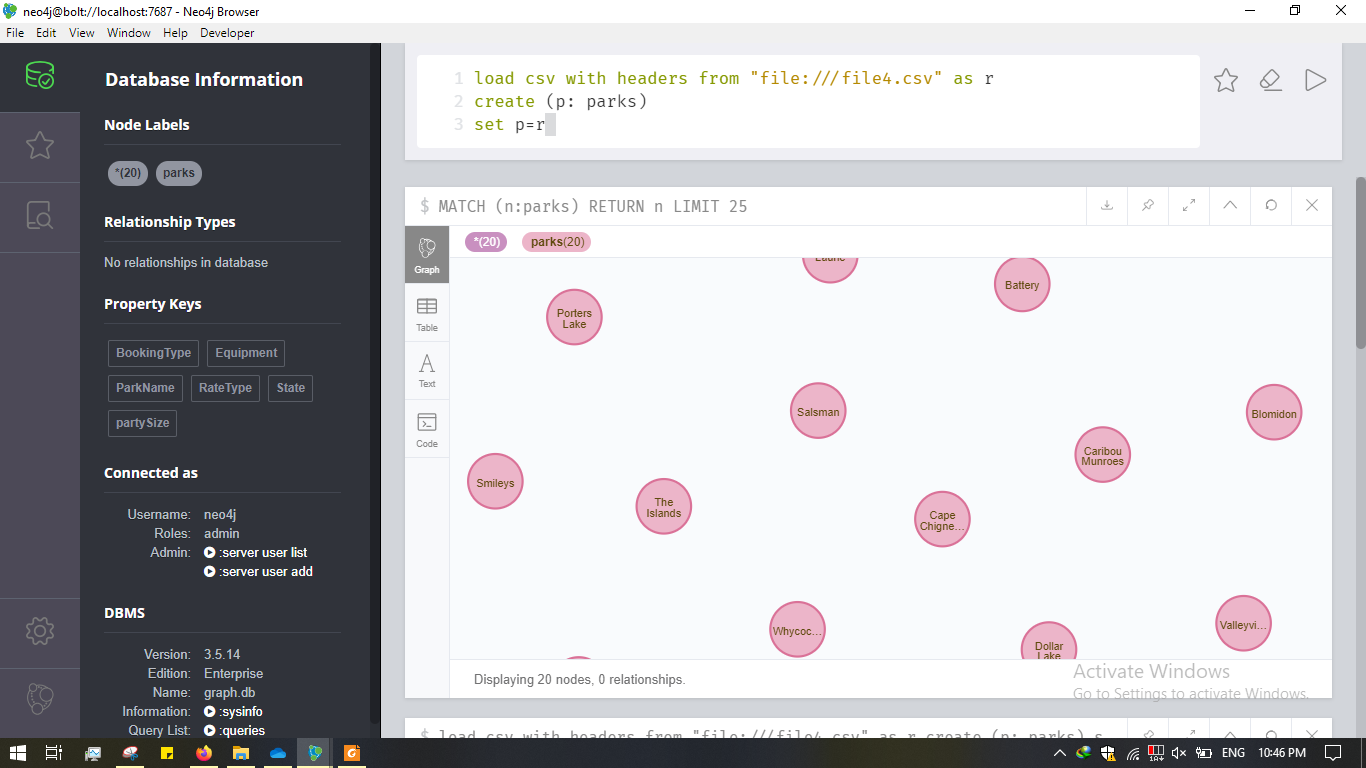 neo4j@bolt://localhost:7687 - Neo4j Browser
File Edit View Window Help Developer
Database Information
Node Labels
*(20) parks
Relationship Types
No relationships in database
Property Keys
BookingType Equipment
ParkName RateType State
partySize
Connected as
Username: neo4j
Roles: admin
Admin: :server user list
:server user add
DBMS
Version: 3.5.14
Edition: Enterprise
Name: graph.db
Information: :sysinfo
Query List: :queries
1 load csv with headers from "file:///file4.csv" as r
2 create (p: parks)
3 set p=r
$ MATCH (n:parks) RETURN n LIMIT 25
*(20) parks(20)
Graph
Table
Text
Code
Laurie
Battery
Porters
Lake
Salsman
Blomidon
Caribou
Munroes
Smileys
The
Islands
Cape
Chigne...
Whycoc...
Valleyvi...
Dollar
Lake
Displaying 20 nodes, 0 relationships.
Activate Windows
Go to Settings to activate Windows.
$ load csv with headers from "file:///file4.csv" as r create (p: parks) s
ENG 10:46 PM